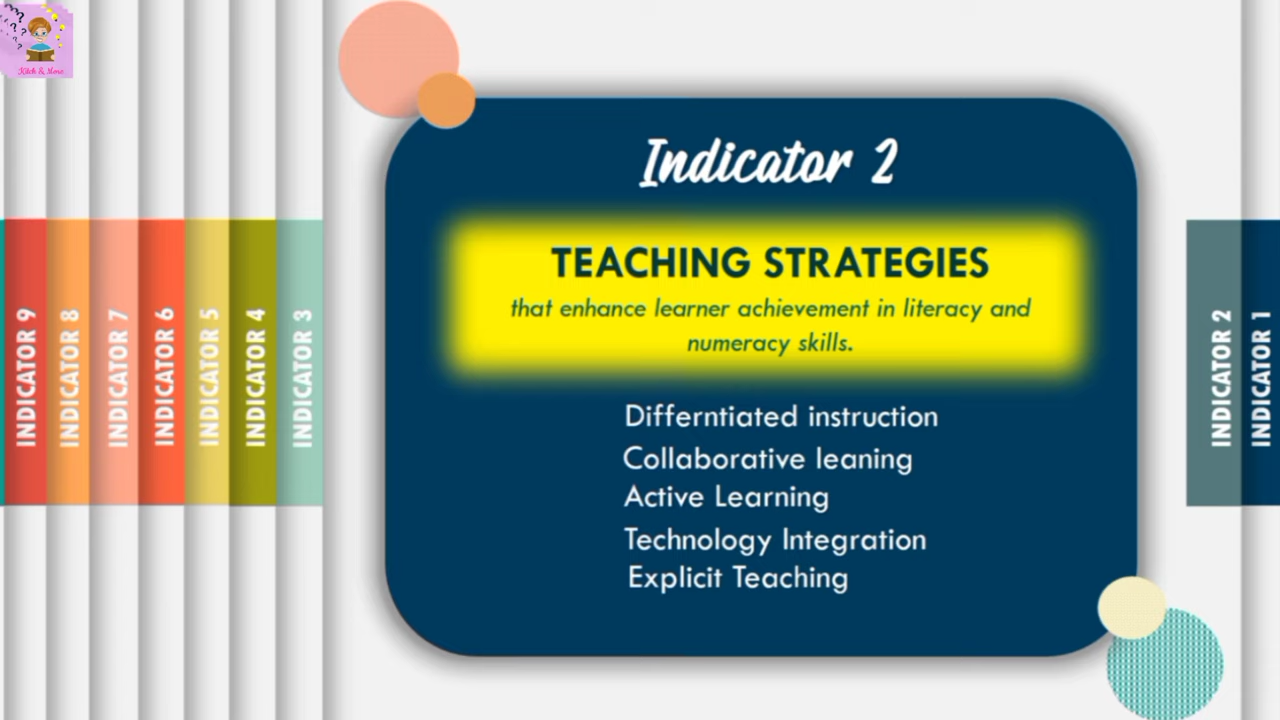 Kitch & More
Indicator 2
TEACHING STRATEGIES
that enhance learner achievement in literacy and
numeracy skills.
Differntiated instruction
Collaborative leaning
Active Learning
Technology Integration
Explicit Teaching
INDICATOR 9
INDICATOR 8
INDICATOR 7
INDICATOR 6
INDICATOR 5
INDICATOR 4
INDICATOR 3
INDICATOR 2
INDICATOR 1